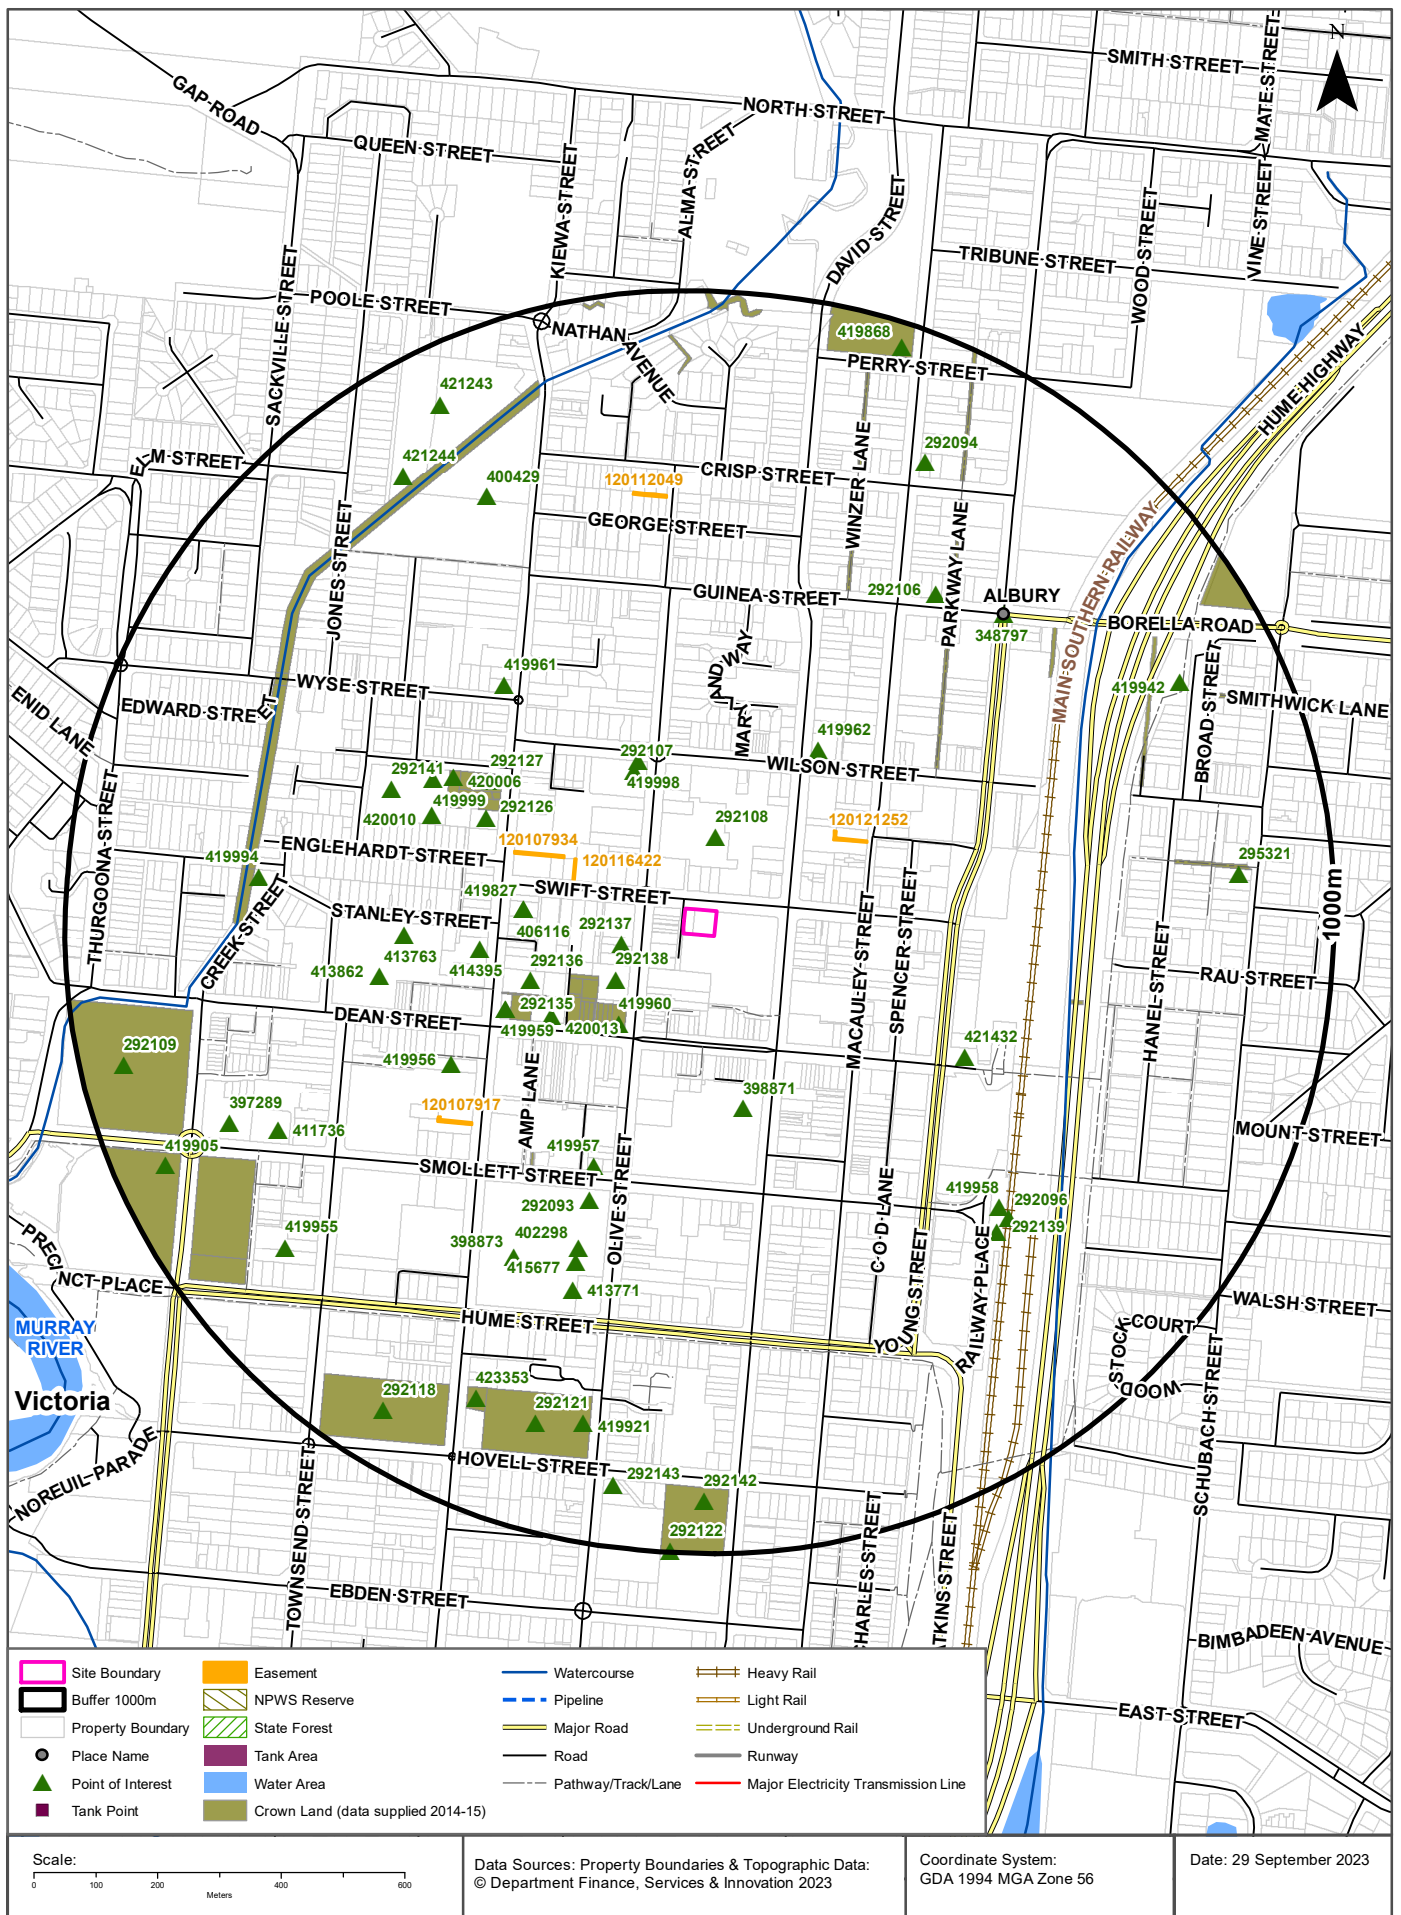 N
SMITH STREET
MATE STREET
GAP ROAD
NORTH STREET
QUEEN STREET
KIEWA STREET
ALMA STREET
DAVID STREET
WOOD STREET
VINE STREET
TRIBUNE STREET
SACKVILLE STREET
POOLE STREET
NATHAN AVENUE
419868
PERRY STREET
HUME HIGHWAY
421243
292094
ELM STREET
421244
400429
120112049
CRISP STREET
WINZER LANE
GEORGE STREET
JONES STREET
PARKWAY LANE
MAIN SOUTHERN RAILWAY
GUINEA STREET
292106
ALBURY
348797
BORELLA ROAD
419961
WYSE STREET
MARYLAND WAY
419942
BROAD STREET
SMITHWICK LANE
ENID LANE
EDWARD STREET
419962
292107
419998
WILSON STREET
292127
292141
420006
419999
292126
420010
292108
120121252
THURGOONA STREET
ENGLEHARDT STREET
120107934
120116422
419994
295321
SWIFT STREET
419827
STANLEY STREET
406116
292137
1000m
CREEK STREET
413763
292136
292138
413862
414395
MACAULEY STREET
SPENCER STREET
HANEL STREET
RAU STREET
DEAN STREET
292135
419960
419959
420013
292109
419956
421432
AMP LANE
398871
397289
120107917
411736
419905
419957
MOUNT STREET
SMOLLETT STREET
OLIVE STREET
C O D LANE
419958
292096
292093
292139
419955
398873
402298
415677
PRECINCT PLACE
413771
YOUNG STREET
RAILWAY PLACE
WALSH STREET
HUME STREET
MURRAY
RIVER
WOODSTOCK COURT
Victoria
292118
423353
292121
419921
SCHUBACH STREET
NOREUIL PARADE
HOVELL STREET
292143
292142
292122
TOWNSEND STREET
EBDEN STREET
CHARLES STREET
ATKINS STREET
BIMBADEEN AVENUE
EAST STREET
Site Boundary
Buffer 1000m
Property Boundary
Place Name
Point of Interest
Tank Point
Easement
NPWS Reserve
State Forest
Tank Area
Water Area
Crown Land (data supplied 2014-15)
Watercourse
Pipeline
Major Road
Road
Pathway/Track/Lane
Heavy Rail
Light Rail
Underground Rail
Runway
Major Electricity Transmission Line
Scale:
0 100 200 400 600
Meters
Data Sources: Property Boundaries & Topographic Data:
© Department Finance, Services & Innovation 2023
Coordinate System:
GDA 1994 MGA Zone 56
Date: 29 September 2023